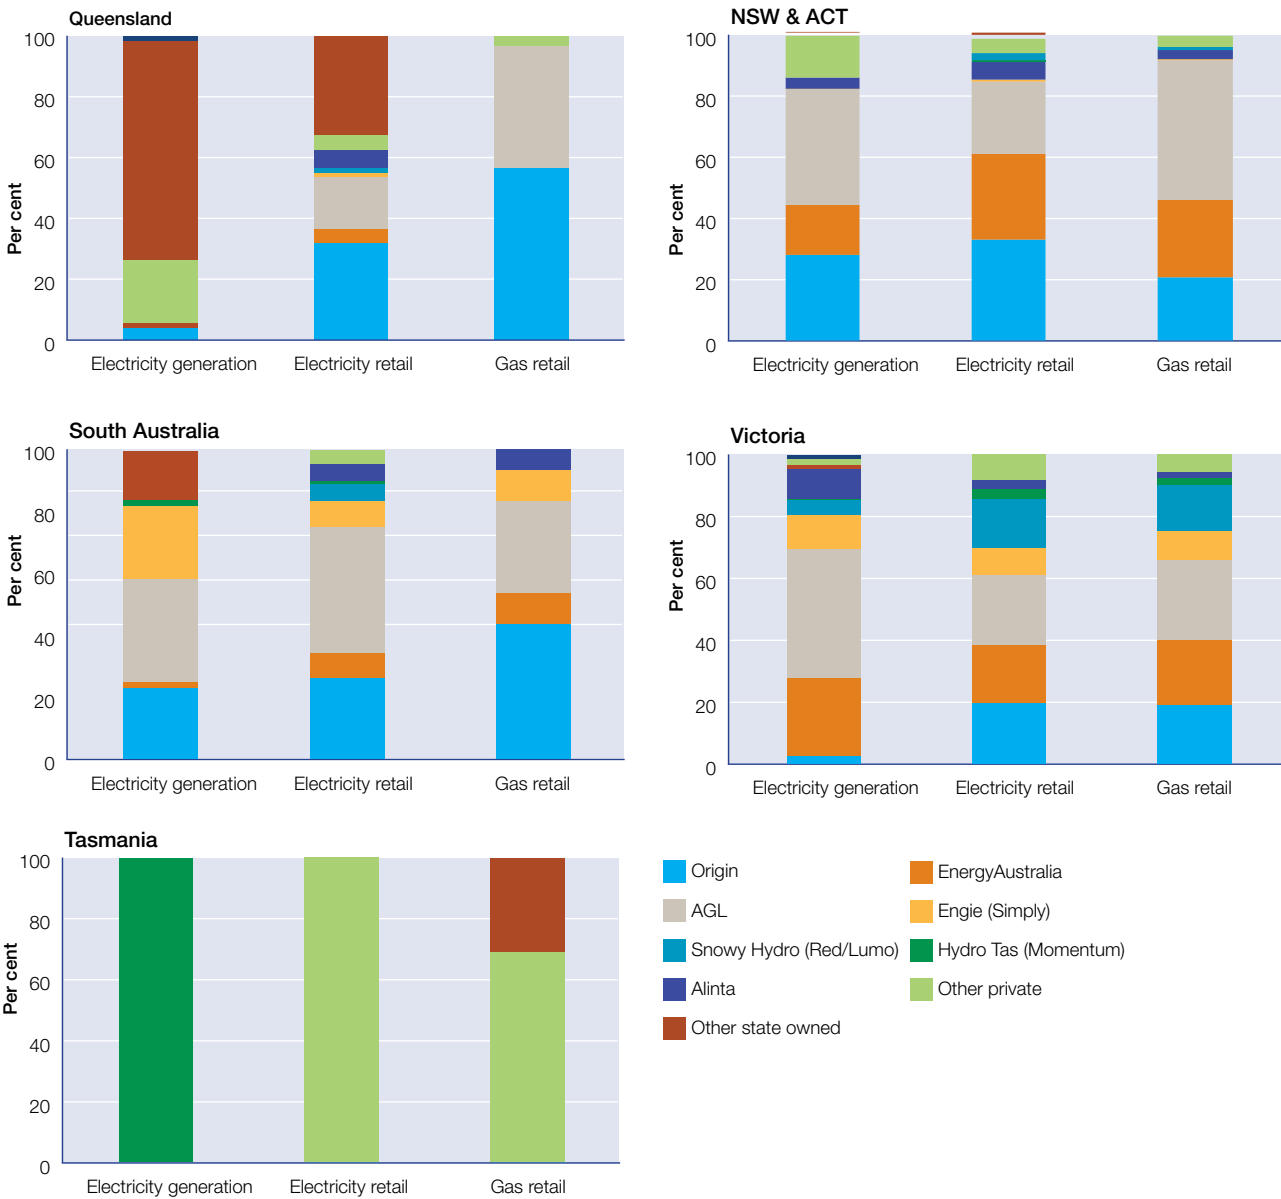 Queensland
Per cent
100
80
60
40
20
0
Electricity generation Electricity retail Gas retail
NSW & ACT
Per cent
100
80
60
40
20
0
Electricity generation Electricity retail Gas retail
South Australia
Per cent
100
80
60
40
20
0
Electricity generation Electricity retail Gas retail
Victoria
Per cent
100
80
60
40
20
0
Electricity generation Electricity retail Gas retail
Tasmania
Per cent
100
80
60
40
20
0
Electricity generation Electricity retail Gas retail
Origin EnergyAustralia
AGL Engie (Simply)
Snowy Hydro (Red/Lumo) Hydro Tas (Momentum)
Alinta Other private
Other state owned